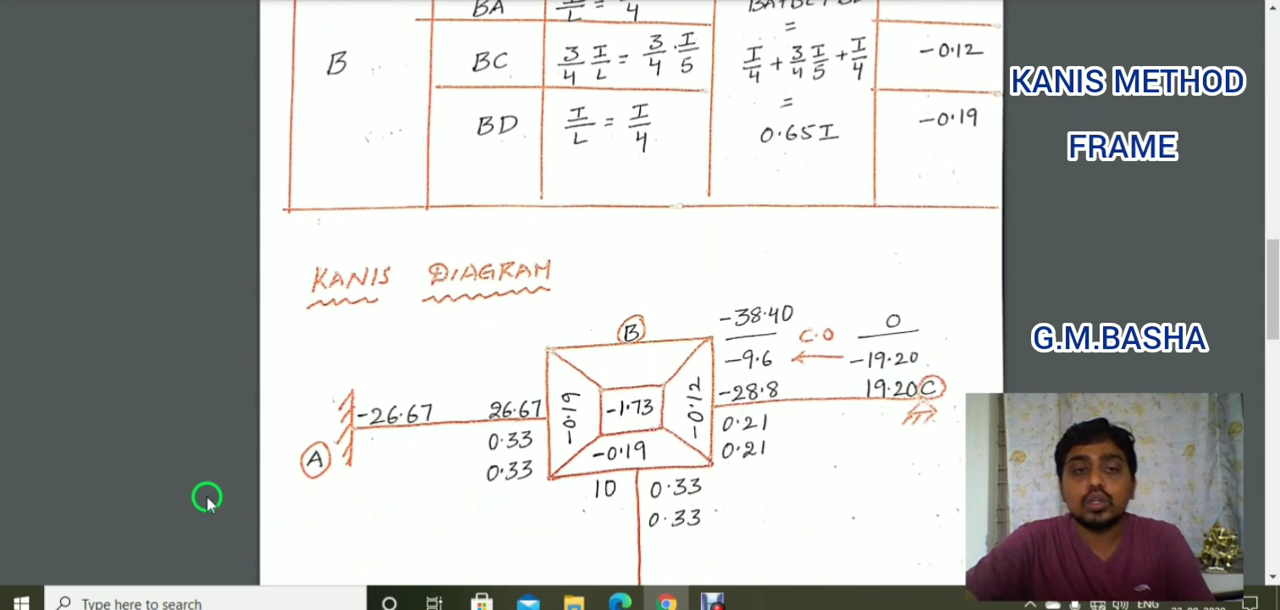 BA I/L = I/4
B BC 3/4 I/L = 3/4 · I/5 = I/4 + 3/4 I/5 + I/4 -0.12
BD I/L = I/4 = 0.65I -0.19
KANIS METHOD
FRAME
G.M.BASHA
KANIS DIAGRAM
B
-38.40 C.O 0
-9.6 -19.20
-28.8 19.20 C
-26.67 26.67 -0.19 -1.73 -0.12
0.33 0.21
A 0.33 -0.19 0.21
10 0.33
0.33
Type here to search
ENG